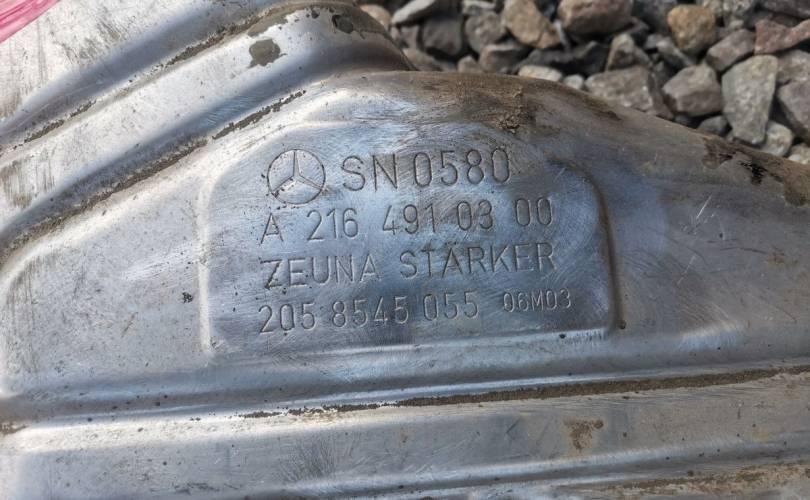 SN 0580
A 216 491 03 00
ZEUNA STÄRKER
205 8545 055 06M03